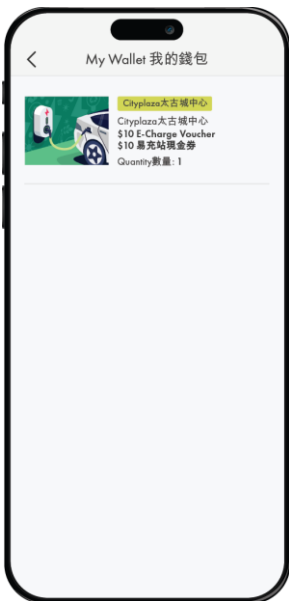 My Wallet 我的錢包
Cityplaza太古城中心
Cityplaza太古城中心
$10 E-Charge Voucher
$10 易充站現金券
Quantity數量: 1